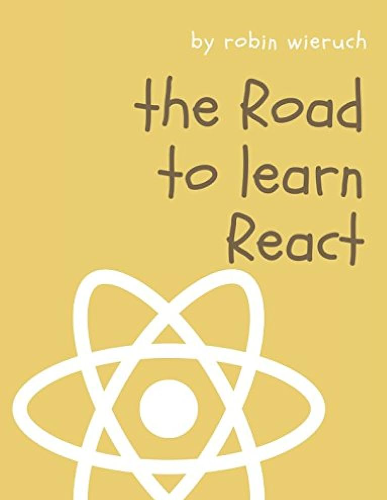 by robin wieruch
the Road
to learn
React